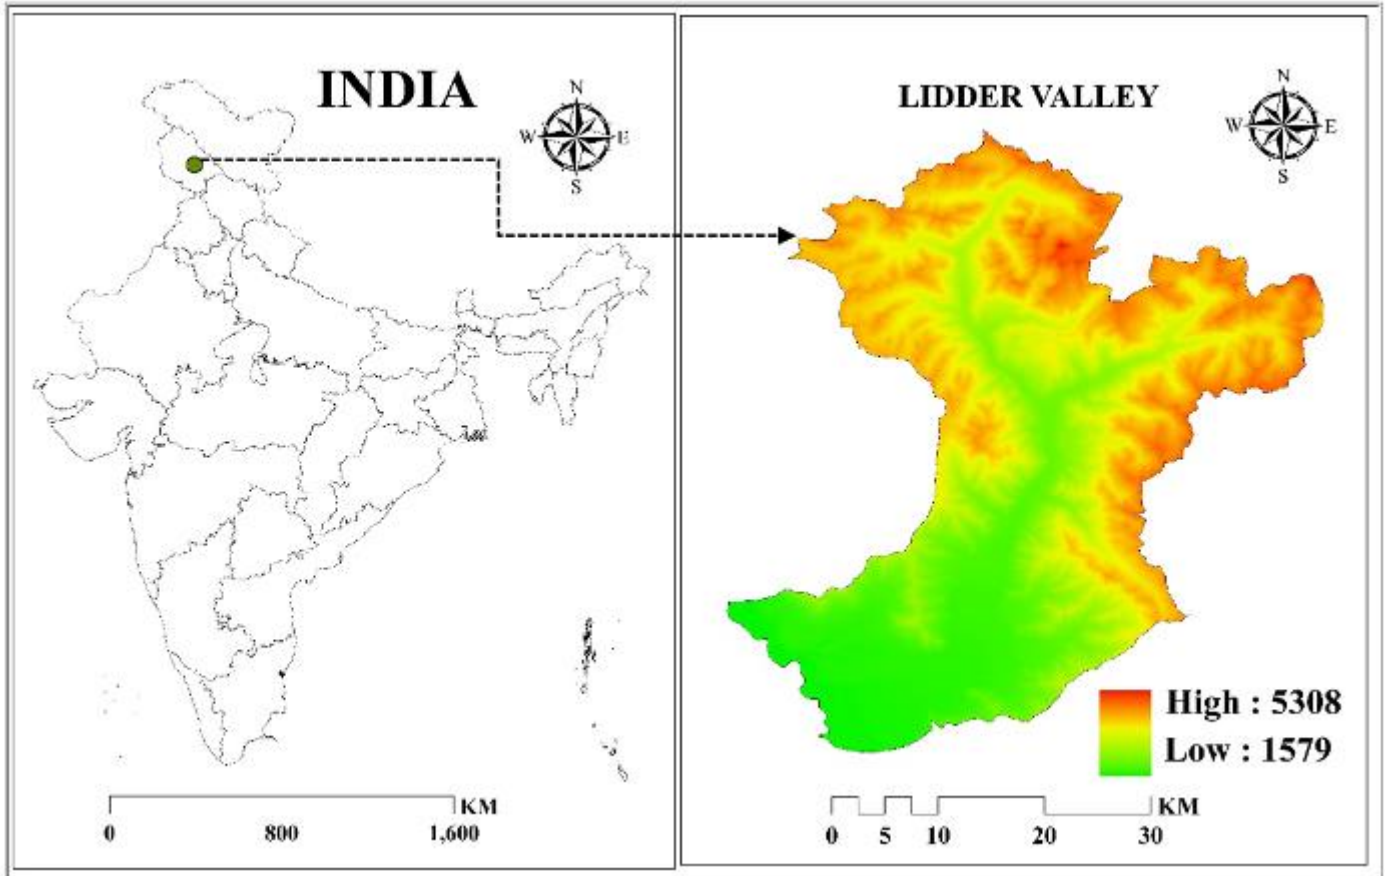 INDIA
N
W E
S
0 800 1,600 KM
LIDDER VALLEY
N
W E
S
High : 5308
Low : 1579
0 5 10 20 30 KM